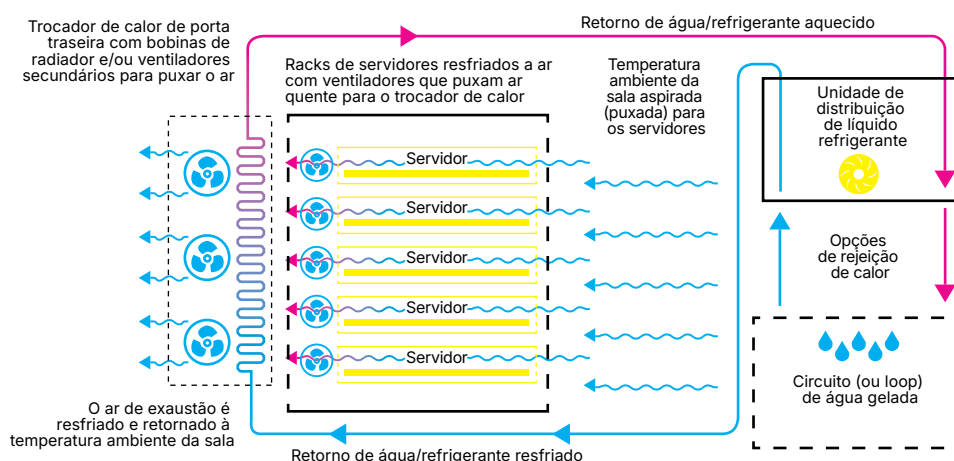 Trocador de calor de porta
traseira com bobinas de
radiador e/ou ventiladores
secundários para puxar o ar
Retorno de água/refrigerante aquecido
Racks de servidores resfriados a ar
com ventiladores que puxam ar
quente para o trocador de calor
Temperatura
ambiente da
sala aspirada
(puxada) para
os servidores
Unidade de
distribuição
de líquido
refrigerante
Servidor
Servidor
Servidor
Servidor
Servidor
Opções
de rejeição
de calor
Circuito (ou loop)
de água gelada
O ar de exaustão é
resfriado e retornado à
temperatura ambiente da sala
Retorno de água/refrigerante resfriado